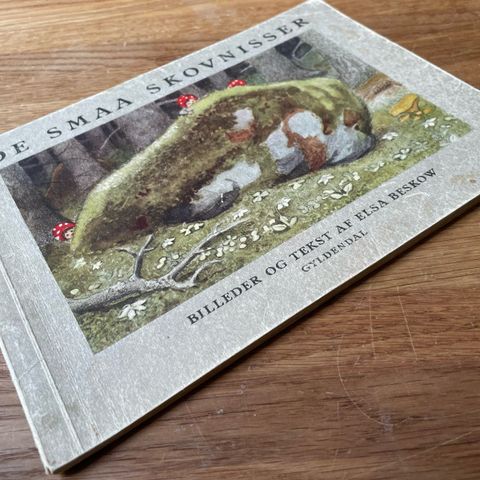 DE SMAA SKOVNISSER
BILLEDER OG TEKST AF ELSA BESKOW
GYLDENDAL